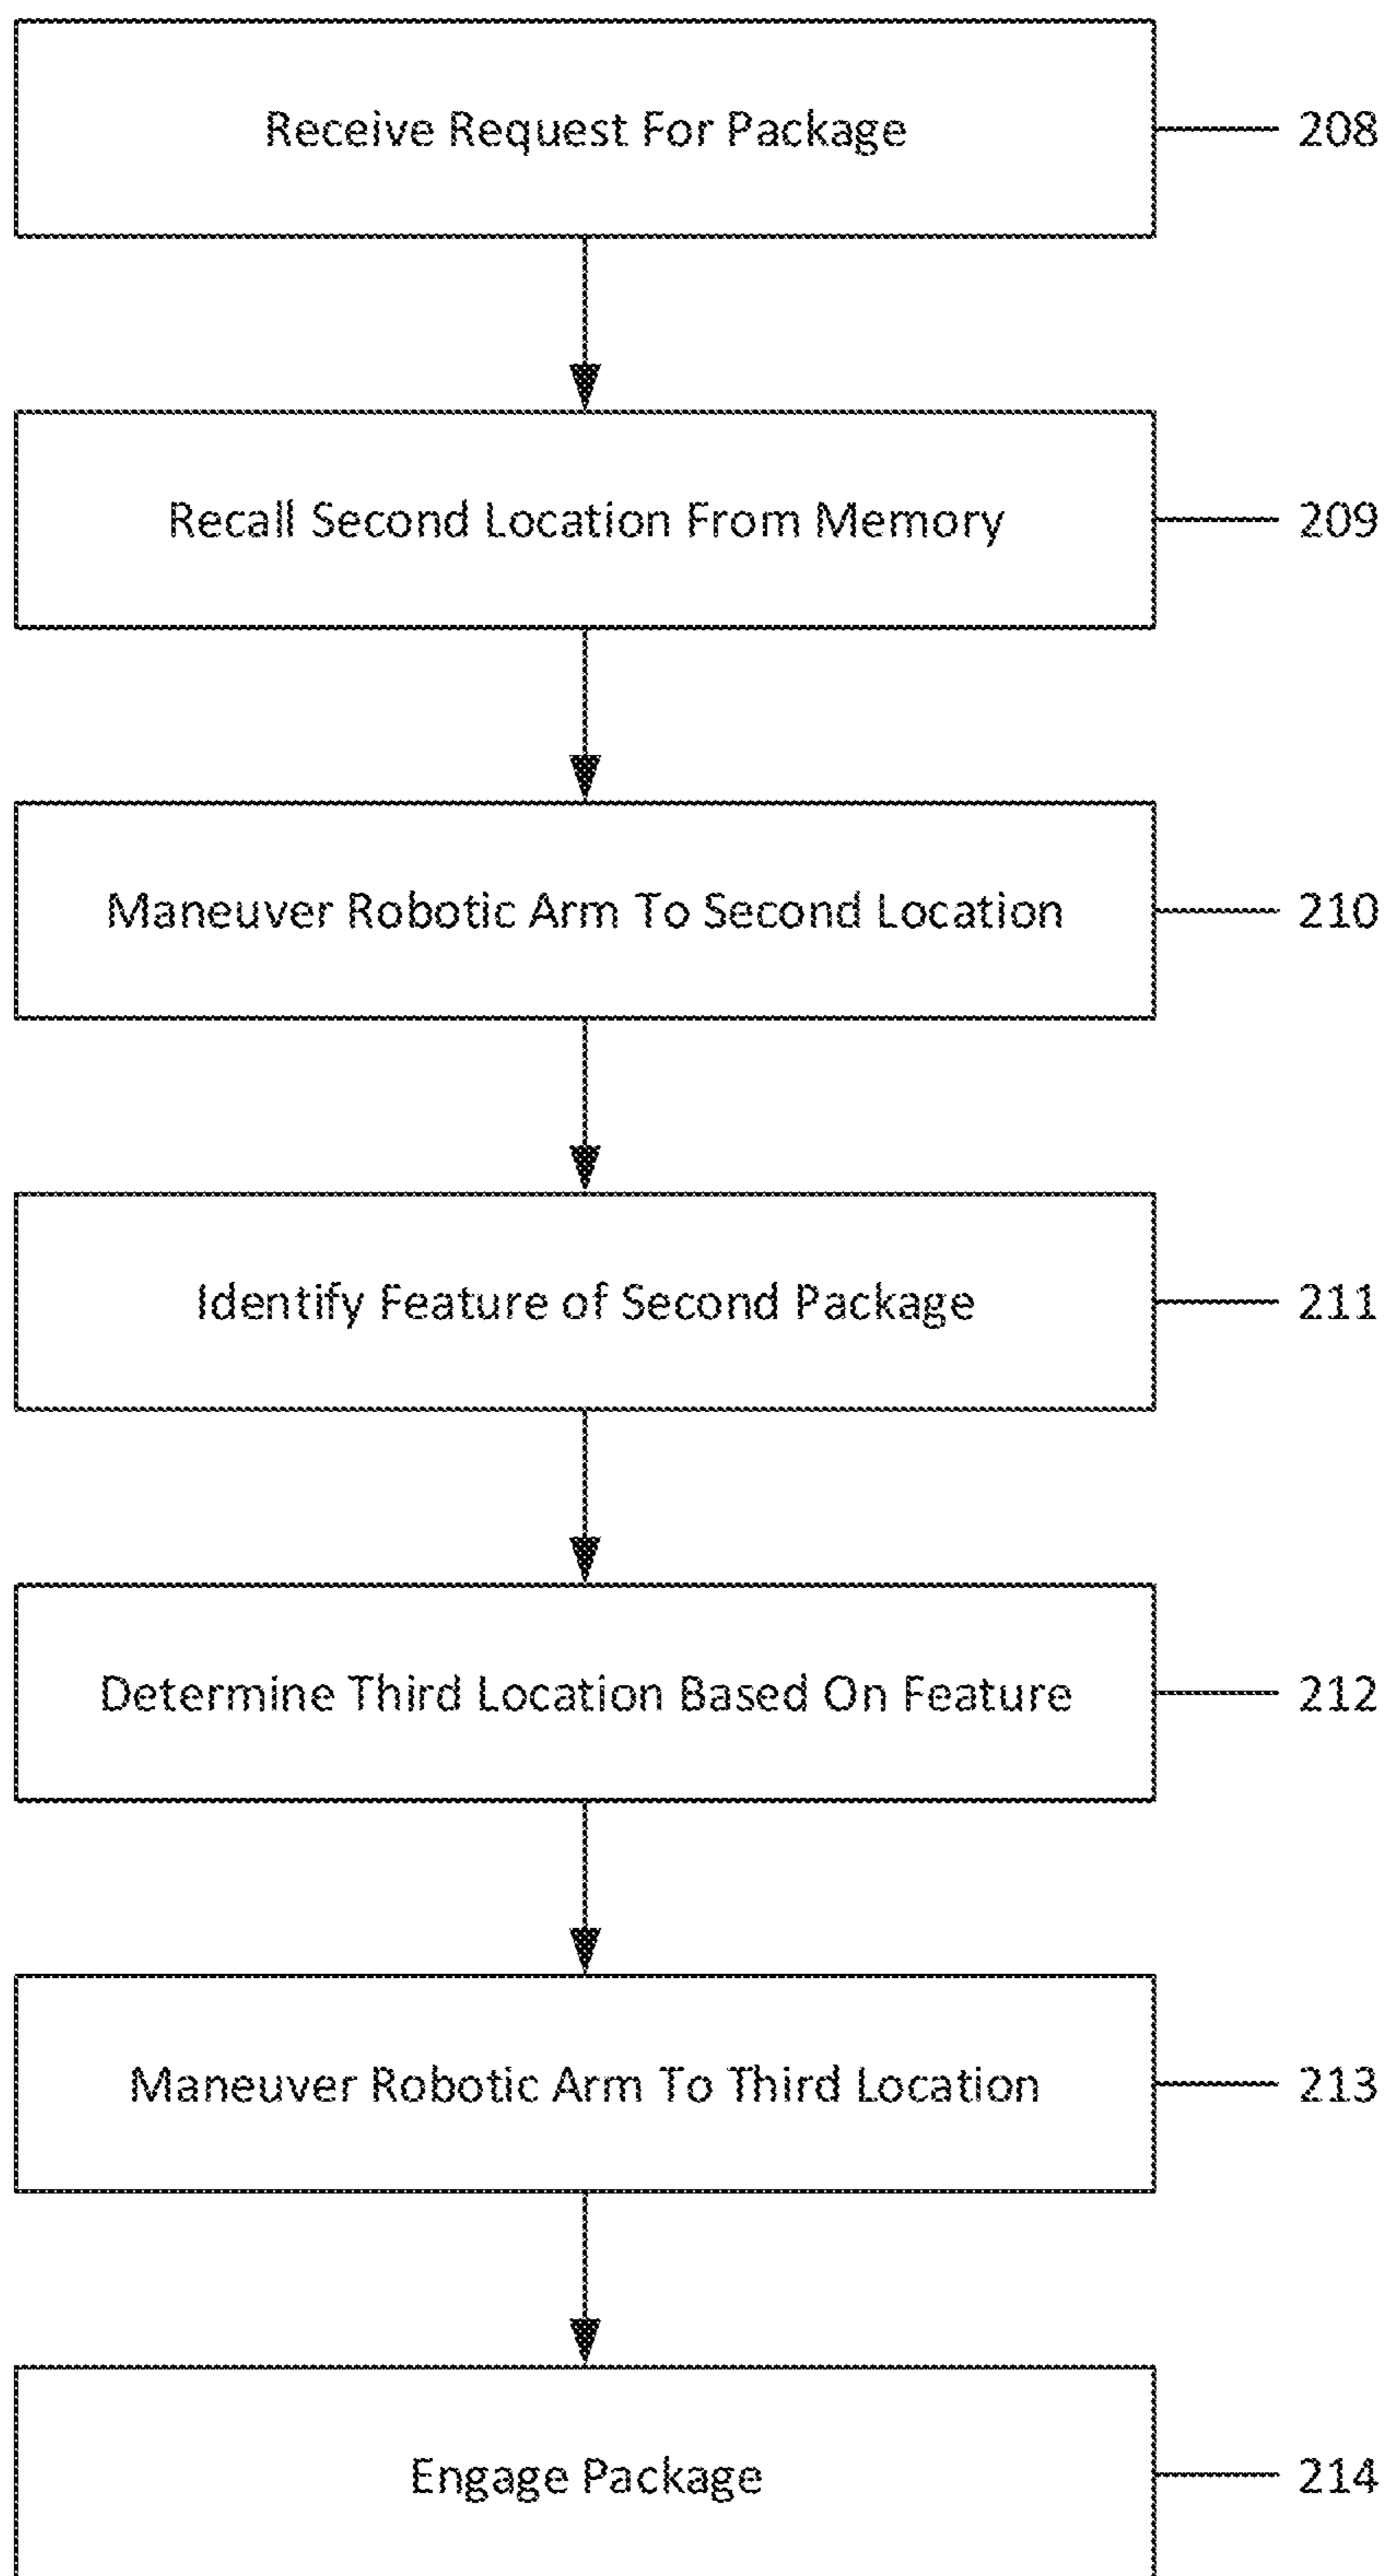 Receive Request For Package
208
Recall Second Location From Memory
209
Maneuver Robotic Arm To Second Location
210
Identify Feature of Second Package
211
Determine Third Location Based On Feature
212
Maneuver Robotic Arm To Third Location
213
Engage Package
214